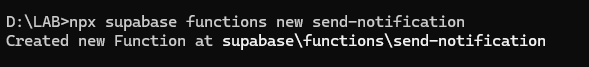 D:\LAB>npx supabase functions new send-notification
Created new Function at supabase\functions\send-notification